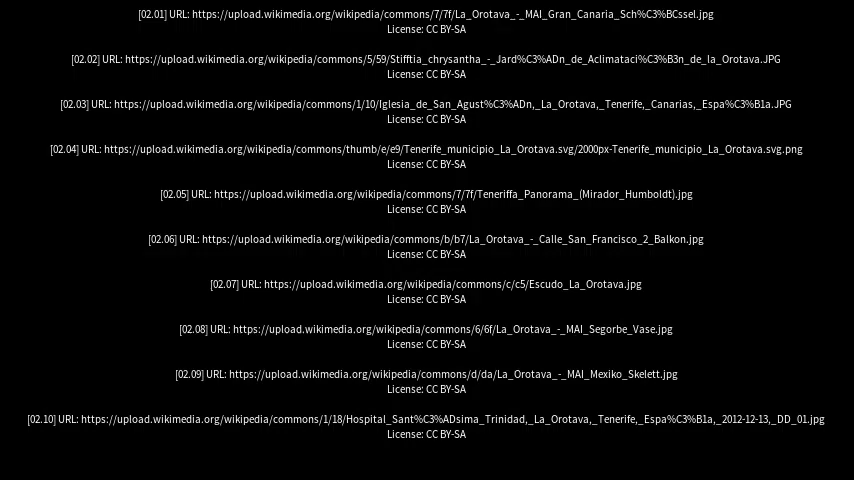 [02.01] URL: https://upload.wikimedia.org/wikipedia/commons/7/7f/La_Orotava_-_MAI_Gran_Canaria_Sch%C3%BCssel.jpg
License: CC BY-SA
[02.02] URL: https://upload.wikimedia.org/wikipedia/commons/5/59/Stifftia_chrysantha_-_Jard%C3%ADn_de_Aclimataci%C3%B3n_de_la_Orotava.JPG
License: CC BY-SA
[02.03] URL: https://upload.wikimedia.org/wikipedia/commons/1/10/Iglesia_de_San_Agust%C3%ADn,_La_Orotava,_Tenerife,_Canarias,_Espa%C3%B1a.JPG
License: CC BY-SA
[02.04] URL: https://upload.wikimedia.org/wikipedia/commons/thumb/e/e9/Tenerife_municipio_La_Orotava.svg/2000px-Tenerife_municipio_La_Orotava.svg.png
License: CC BY-SA
[02.05] URL: https://upload.wikimedia.org/wikipedia/commons/7/7f/Teneriffa_Panorama_(Mirador_Humboldt).jpg
License: CC BY-SA
[02.06] URL: https://upload.wikimedia.org/wikipedia/commons/b/b7/La_Orotava_-_Calle_San_Francisco_2_Balkon.jpg
License: CC BY-SA
[02.07] URL: https://upload.wikimedia.org/wikipedia/commons/c/c5/Escudo_La_Orotava.jpg
License: CC BY-SA
[02.08] URL: https://upload.wikimedia.org/wikipedia/commons/6/6f/La_Orotava_-_MAI_Segorbe_Vase.jpg
License: CC BY-SA
[02.09] URL: https://upload.wikimedia.org/wikipedia/commons/d/da/La_Orotava_-_MAI_Mexiko_Skelett.jpg
License: CC BY-SA
[02.10] URL: https://upload.wikimedia.org/wikipedia/commons/1/18/Hospital_Sant%C3%ADsima_Trinidad,_La_Orotava,_Tenerife,_Espa%C3%B1a,_2012-12-13,_DD_01.jpg
License: CC BY-SA